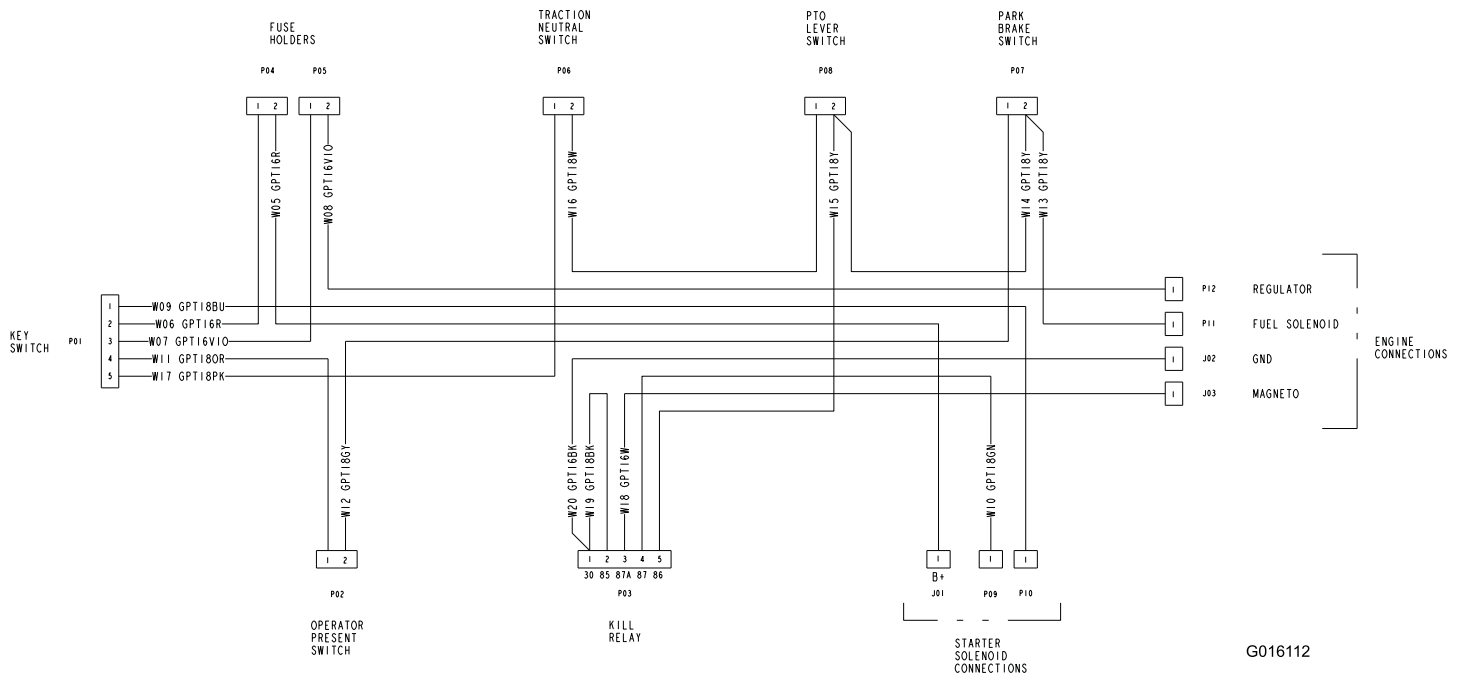 FUSE
HOLDERS
TRACTION
NEUTRAL
SWITCH
PTO
LEVER
SWITCH
PARK
BRAKE
SWITCH
P04
P05
P06
P08
P07
1 2
1 2
1 2
1 2
1 2
W05 GPT16R
W08 GPT16VIO
W16 GPT18W
W15 GPT18Y
W14 GPT18Y
W13 GPT18Y
KEY
SWITCH
P01
1
2
3
4
5
W09 GPT18BU
W06 GPT16R
W07 GPT16VIO
W11 GPT18OR
W17 GPT18PK
1 P12 REGULATOR
1 P11 FUEL SOLENOID
1 J02 GND
1 J03 MAGNETO
ENGINE
CONNECTIONS
W12 GPT18GY
W20 GPT16BK
W19 GPT18BK
W18 GPT16W
W10 GPT18GN
1 2
P02
OPERATOR
PRESENT
SWITCH
1 2 3 4 5
30 85 87A 87 86
P03
KILL
RELAY
1
1
1
B+
J01
P09
P10
STARTER
SOLENOID
CONNECTIONS
G016112